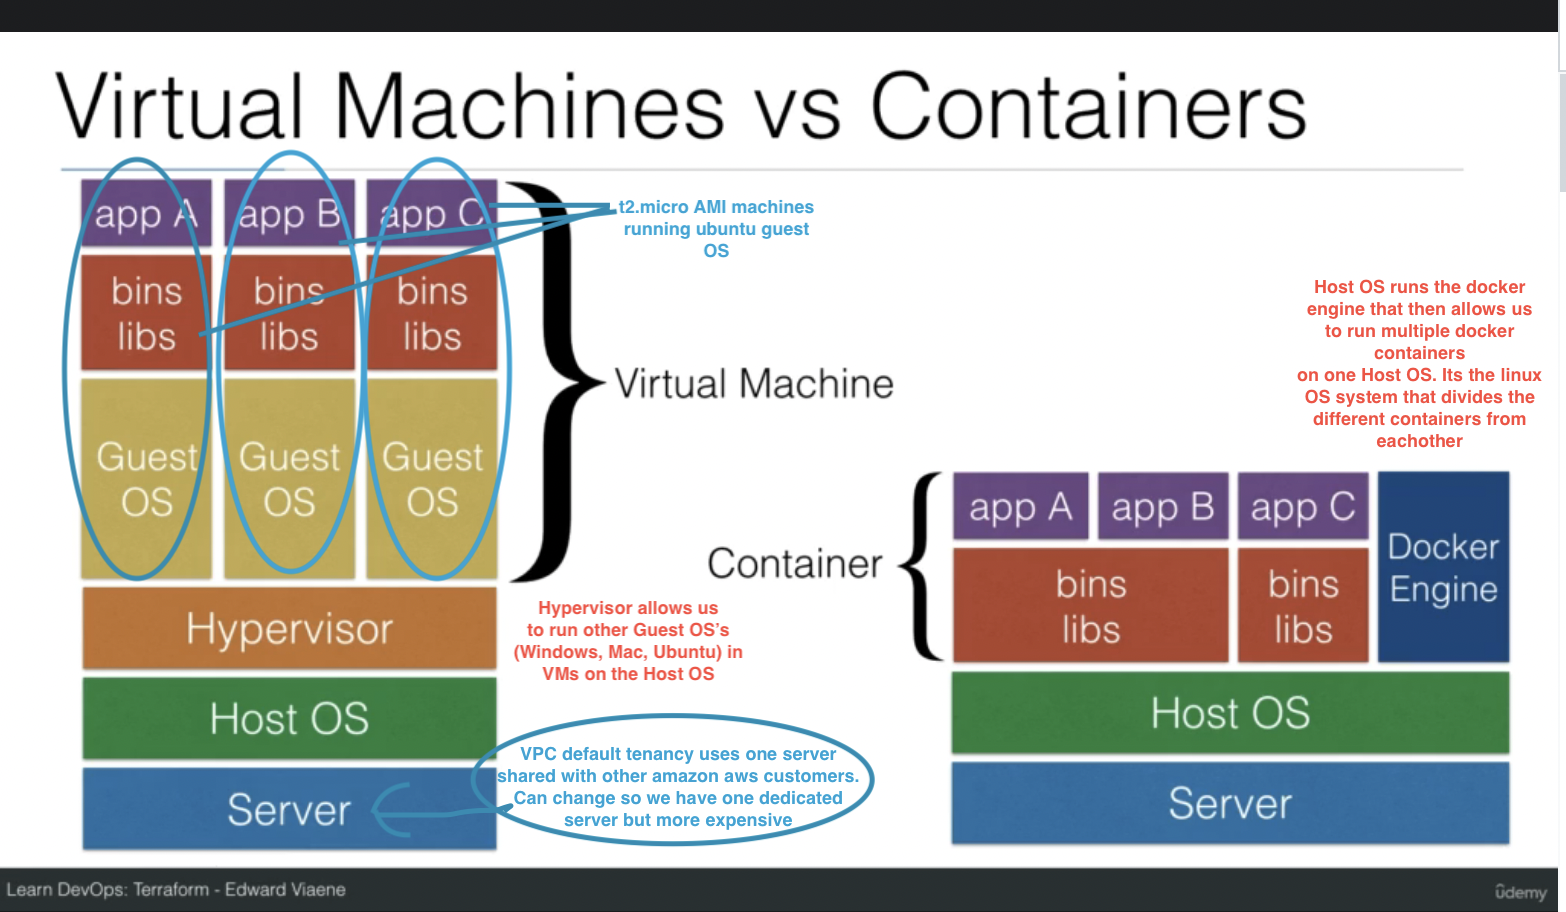 Virtual Machines vs Containers
app A
app B
app C
bins
libs
bins
libs
bins
libs
Guest
OS
Guest
OS
Guest
OS
Hypervisor
Host OS
Server
t2.micro AMI machines
running ubuntu guest
OS
Virtual Machine
Hypervisor allows us
to run other Guest OS's
(Windows, Mac, Ubuntu) in
VMs on the Host OS
VPC default tenancy uses one server
shared with other amazon aws customers.
Can change so we have one dedicated
server but more expensive
Host OS runs the docker
engine that then allows us
to run multiple docker
containers
on one Host OS. Its the linux
OS system that divides the
different containers from
eachother
Container
app A
app B
app C
bins
libs
bins
libs
Docker
Engine
Host OS
Server
Learn DevOps: Terraform - Edward Viaene
ûdemy